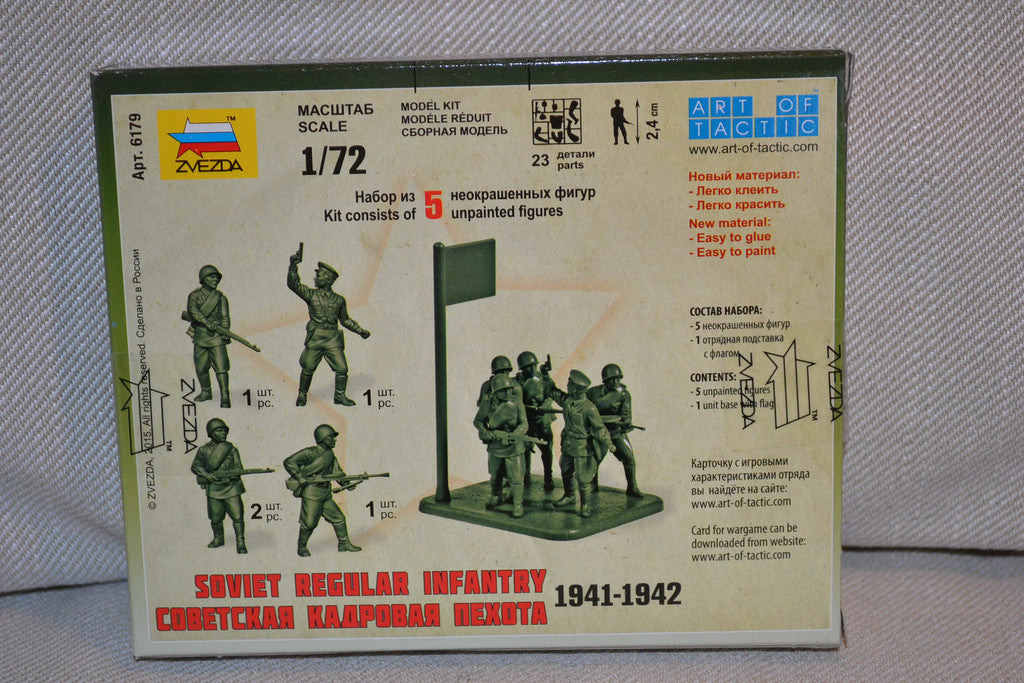 Арт. 6179
ZVEZDA
TM
МАСШТАБ
SCALE
1/72
MODEL KIT
MODÈLE RÉDUIT
СБОРНАЯ МОДЕЛЬ
23 детали
parts
2,4 cm
ART OF
TACTIC
www.art-of-tactic.com
Набор из 5 неокрашенных фигур
Kit consists of unpainted figures
Новый материал:
- Легко клеить
- Легко красить
New material:
- Easy to glue
- Easy to paint
1 шт.
pc.
1 шт.
pc.
2 шт.
pc.
1 шт.
pc.
СОСТАВ НАБОРА:
- 5 неокрашенных фигур
- 1 отрядная подставка
с флагом
CONTENTS:
- 5 unpainted figures
- 1 unit base with flag
Карточку с игровыми
характеристиками отряда
вы найдёте на сайте:
www.art-of-tactic.com
Card for wargame can be
downloaded from website:
www.art-of-tactic.com
© ZVEZDA, 2015. All rights reserved. Сделано в России
ZVEZDA
TM
ZVEZDA
TM
ZVEZDA
SOVIET REGULAR INFANTRY
СОВЕТСКАЯ КАДРОВАЯ ПЕХОТА
1941-1942